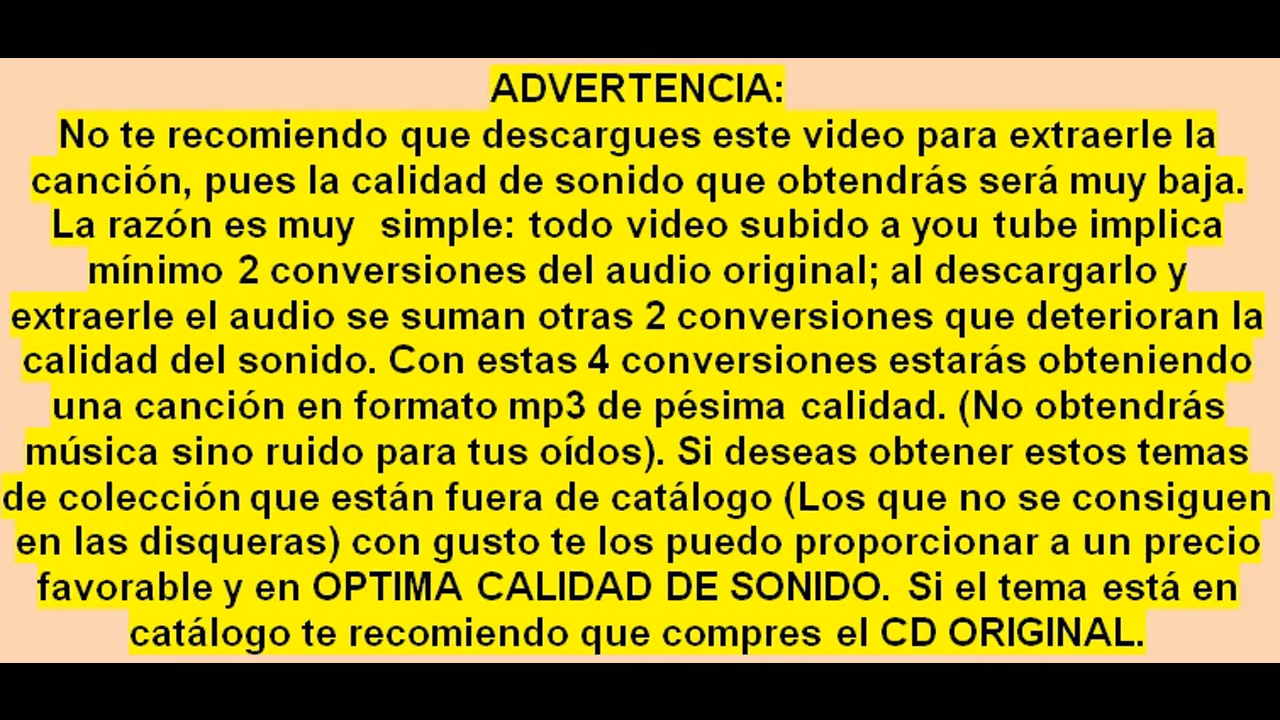 ADVERTENCIA:
No te recomiendo que descargues este video para extraerle la
canción, pues la calidad de sonido que obtendrás será muy baja.
La razón es muy  simple: todo video subido a you tube implica
mínimo 2 conversiones del audio original; al descargarlo y
extraerle el audio se suman otras 2 conversiones que deterioran la
calidad del sonido. Con estas 4 conversiones estarás obteniendo
una canción en formato mp3 de pésima calidad. (No obtendrás
música sino ruido para tus oídos). Si deseas obtener estos temas
de colección que están fuera de catálogo (Los que no se consiguen
en las disqueras) con gusto te los puedo proporcionar a un precio
favorable y en OPTIMA CALIDAD DE SONIDO.  Si el tema está en
catálogo te recomiendo que compres el CD ORIGINAL.